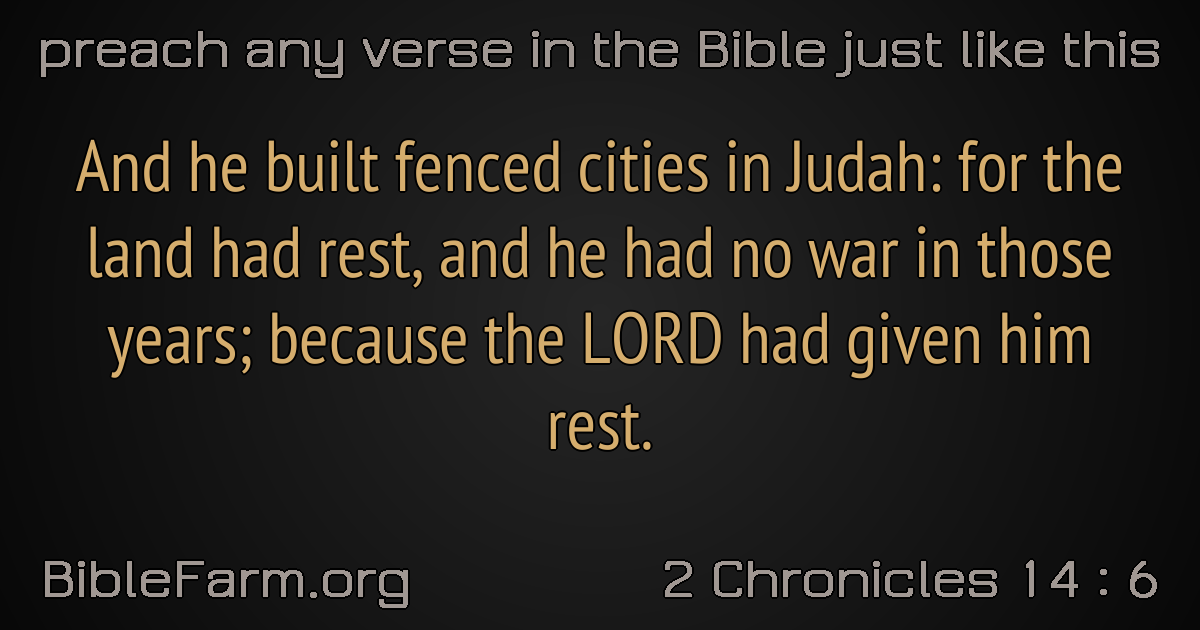 preach any verse in the Bible just like this
And he built fenced cities in Judah: for the
land had rest, and he had no war in those
years; because the LORD had given him
rest.
BibleFarm.org
2 Chronicles 14 : 6